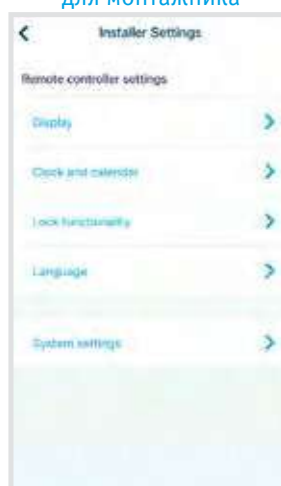 для монтажника
Installer Settings
Remote controller settings
Display
Clock and calendar
Lock functionality
Language
System settings